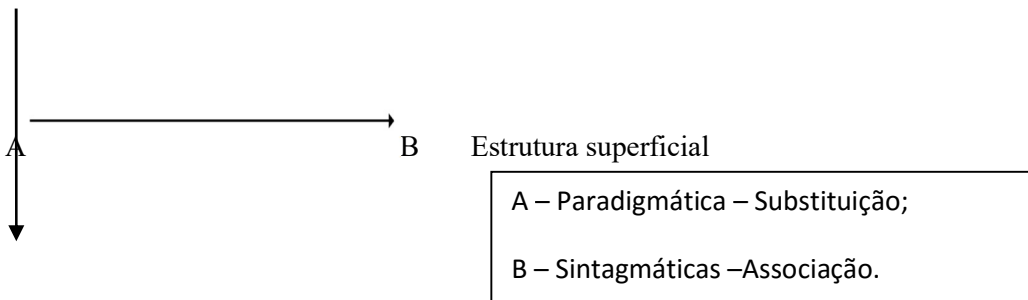 A
B Estrutura superficial
A – Paradigmática – Substituição;
B – Sintagmáticas –Associação.